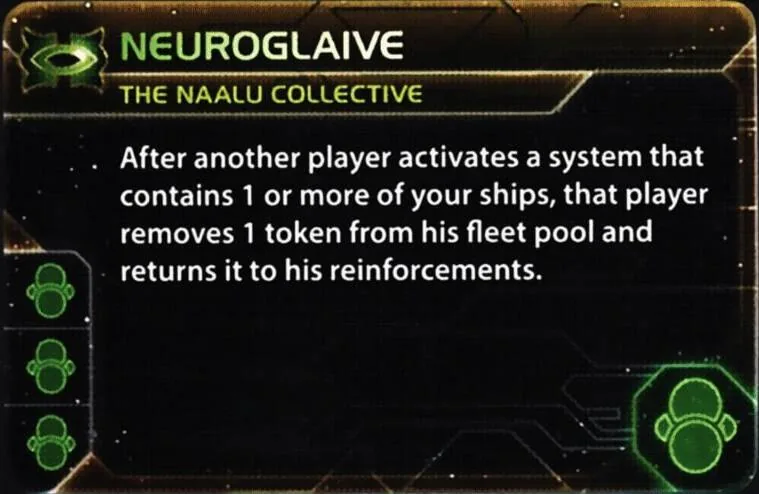 NEUROGLAIVE
THE NAALU COLLECTIVE
After another player activates a system that
contains 1 or more of your ships, that player
removes 1 token from his fleet pool and
returns it to his reinforcements.